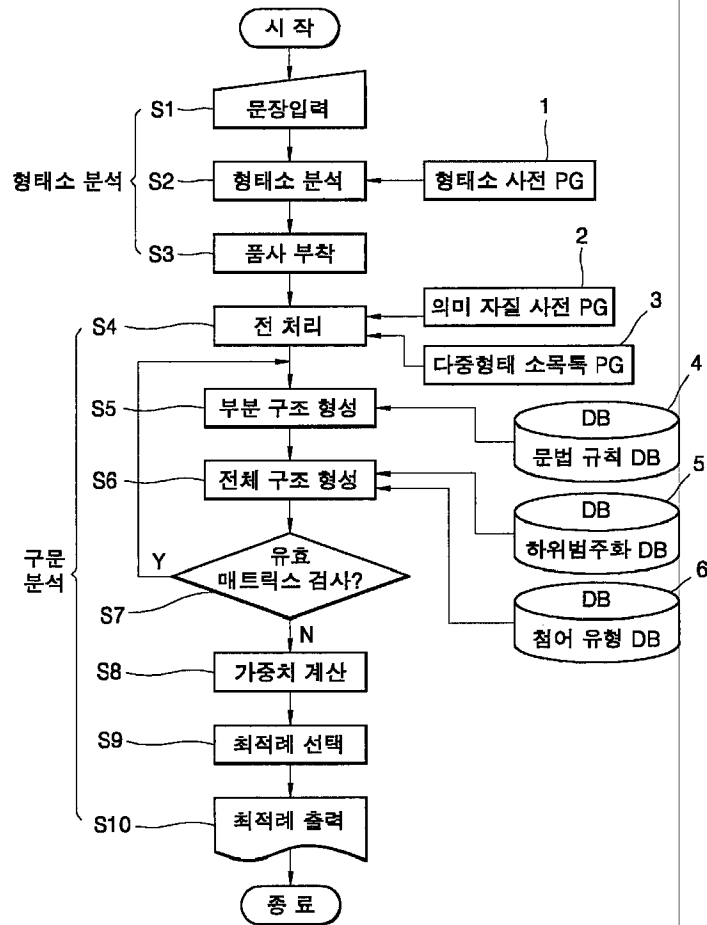 시 작
S1
문장입력
1
형태소 분석
S2
형태소 분석
형태소 사전 PG
S3
품사 부착
2
의미 자질 사전 PG
S4
전 처리
3
다중형태 소목톡 PG
4
S5
부분 구조 형성
DB
문법 규칙 DB
S6
전체 구조 형성
5
DB
하위범주화 DB
구문
분석
Y
유효
매트릭스 검사?
S7
N
6
DB
첨어 유형 DB
S8
가중치 계산
S9
최적례 선택
S10
최적례 출력
종 료